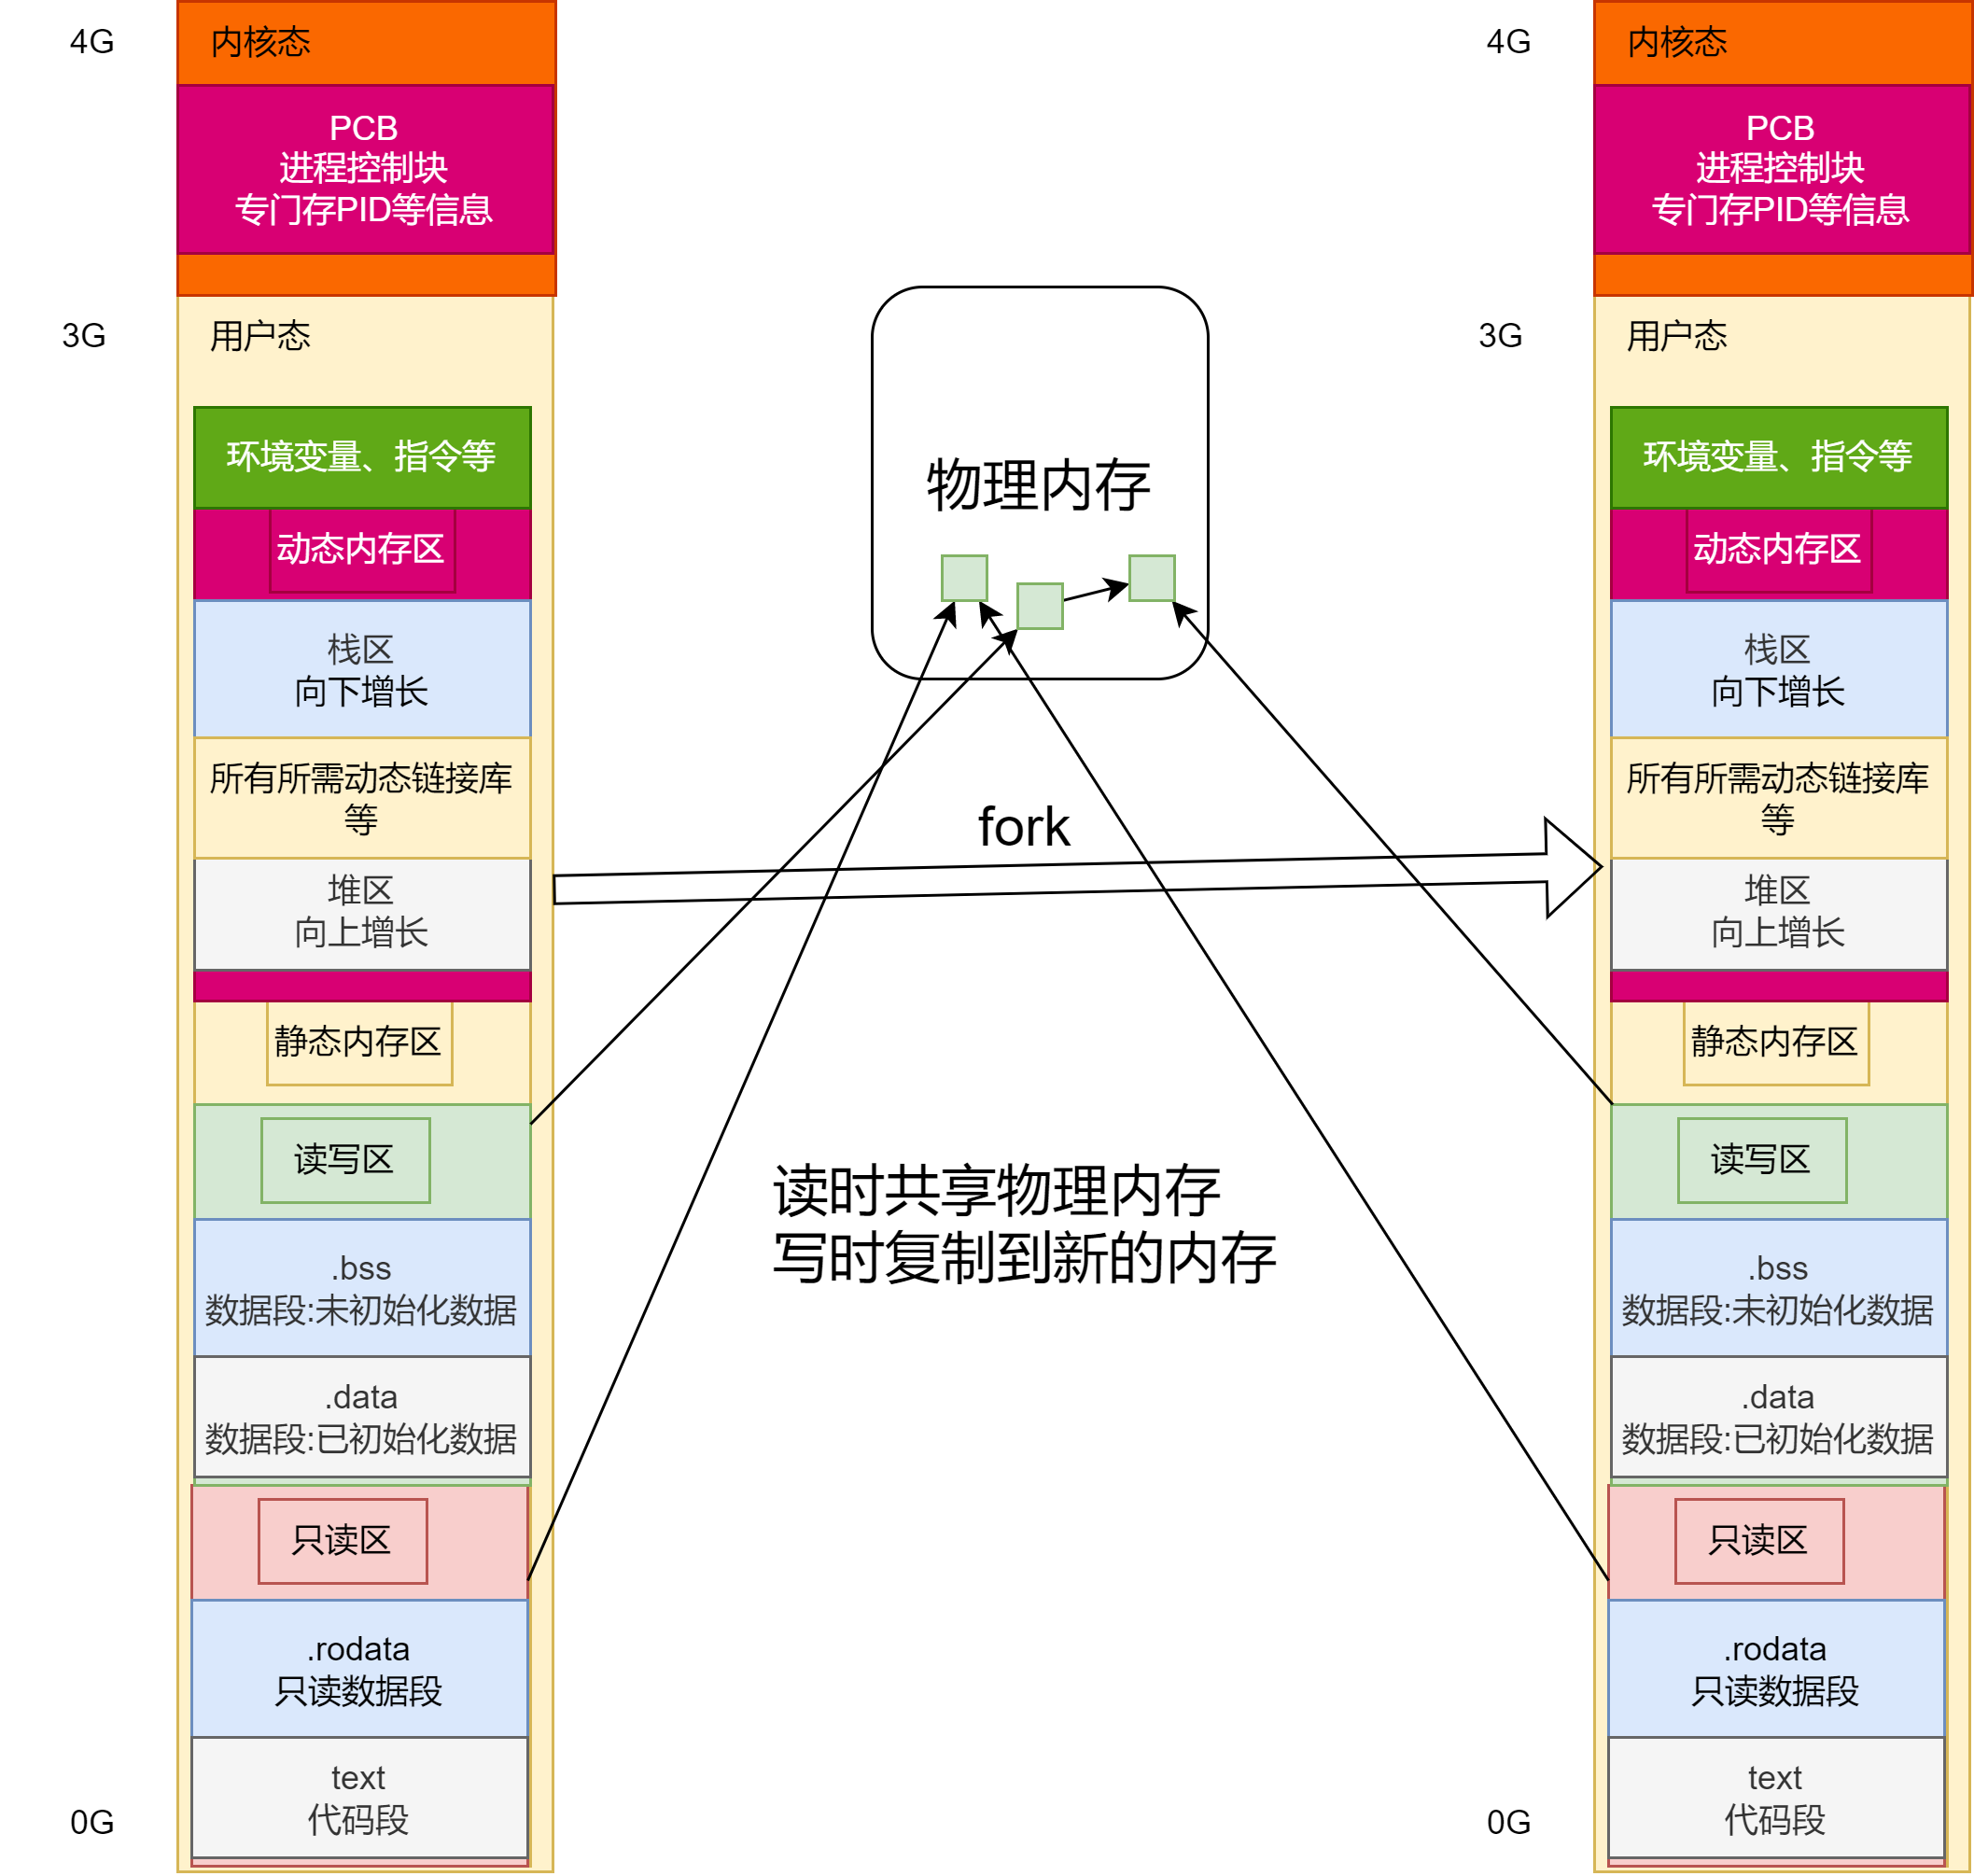 4G
内核态
PCB
进程控制块
专门存PID等信息
3G
用户态
环境变量、指令等
动态内存区
栈区
向下增长
所有所需动态链接库
等
堆区
向上增长
静态内存区
读写区
.bss
数据段:未初始化数据
.data
数据段:已初始化数据
只读区
.rodata
只读数据段
text
代码段
0G
物理内存
fork
读时共享物理内存
写时复制到新的内存
4G
内核态
PCB
进程控制块
专门存PID等信息
3G
用户态
环境变量、指令等
动态内存区
栈区
向下增长
所有所需动态链接库
等
堆区
向上增长
静态内存区
读写区
.bss
数据段:未初始化数据
.data
数据段:已初始化数据
只读区
.rodata
只读数据段
text
代码段
0G